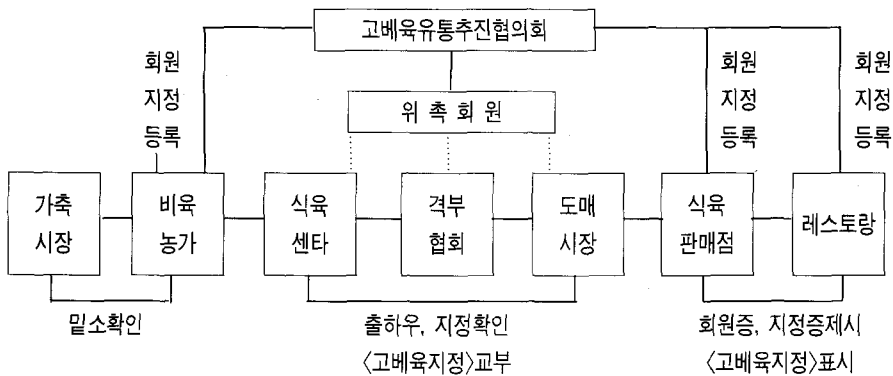 고베육유통추진협의회
회원
지정
등록
회원
지정
등록
회원
지정
등록
위 촉 회 원
가축
시장
비육
농가
식육
센타
격부
협회
도매
시장
식육
판매점
레스토랑
밑소확인
출하우, 지정확인
〈고베육지정〉교부
회원증, 지정증제시
〈고베육지정〉표시